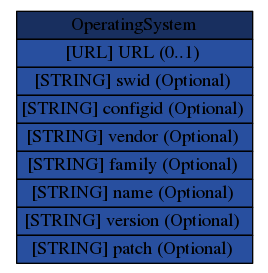 OperatingSystem
[URL] URL (0..1)
[STRING] swid (Optional)
[STRING] configid (Optional)
[STRING] vendor (Optional)
[STRING] family (Optional)
[STRING] name (Optional)
[STRING] version (Optional)
[STRING] patch (Optional)